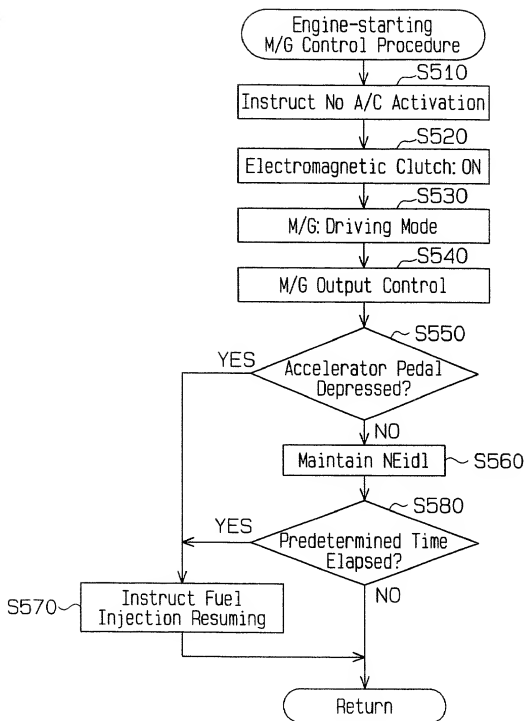 Engine-starting
M/G Control Procedure
S510
Instruct No A/C Activation
S520
Electromagnetic Clutch: ON
S530
M/G: Driving Mode
S540
M/G Output Control
S550
YES
Accelerator Pedal
Depressed?
NO
Maintain NEidl
S560
S580
YES
Predetermined Time
Elapsed?
NO
S570
Instruct Fuel
Injection Resuming
Return